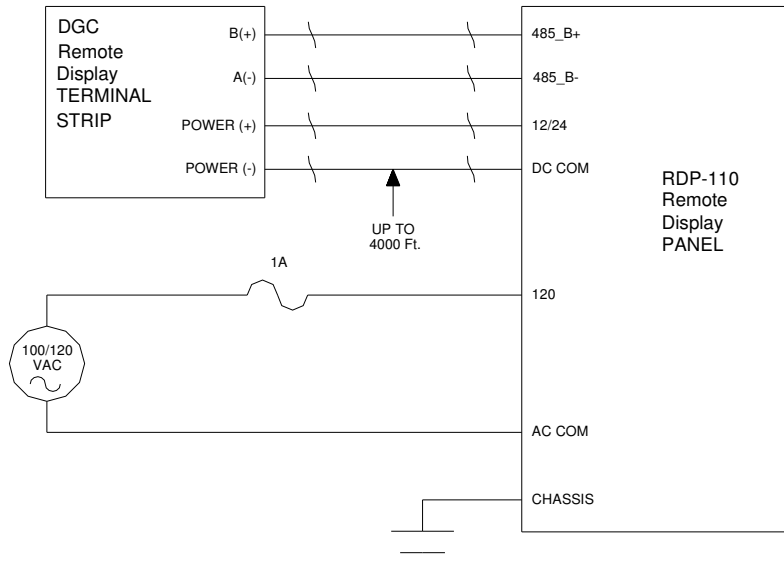 DGC
Remote
Display
TERMINAL
STRIP
B(+)
A(-)
POWER (+)
POWER (-)
485_B+
485_B-
12/24
DC COM
RDP-110
Remote
Display
PANEL
UP TO
4000 Ft.
1A
120
100/120
VAC
AC COM
CHASSIS